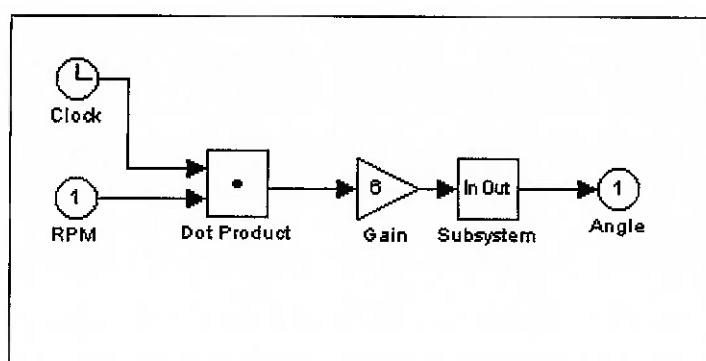 Clock
1
RPM
Dot Product
6
Gain
In Out
Subsystem
1
Angle